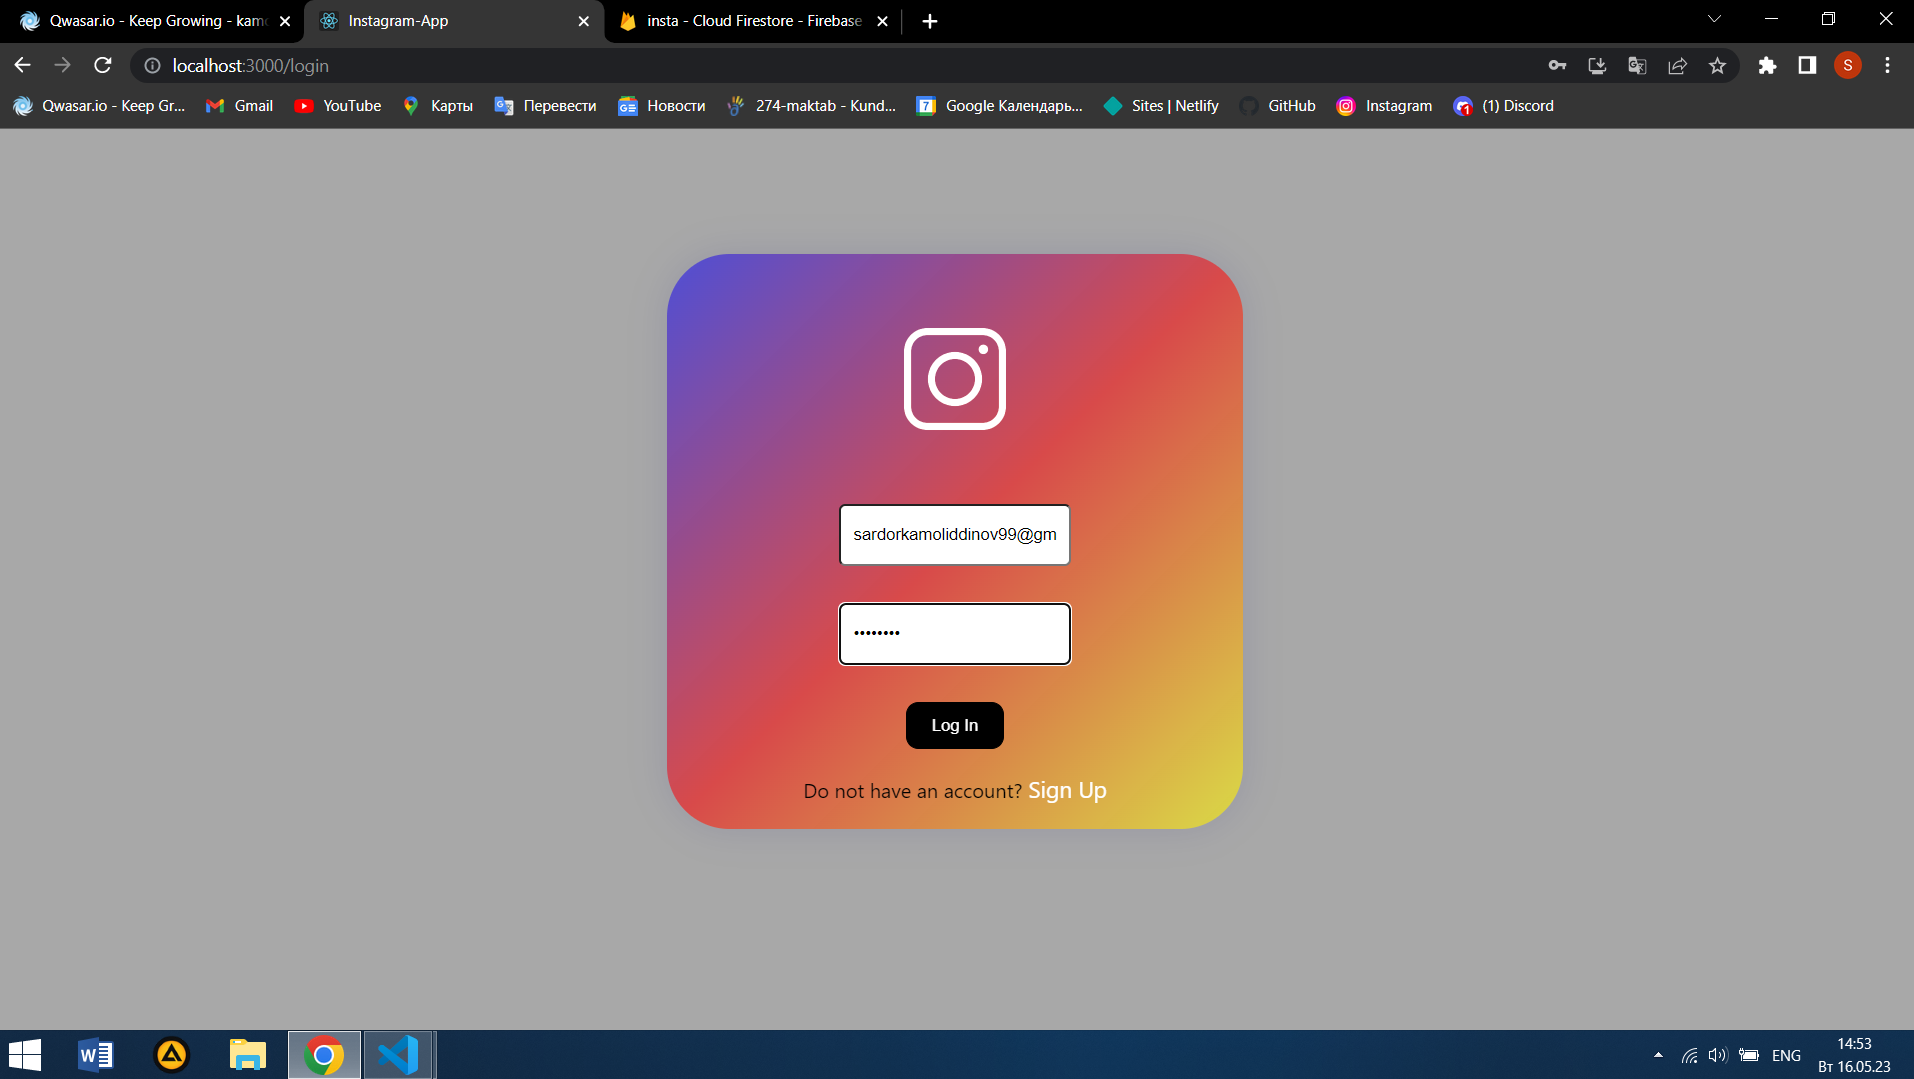 Qwasar.io - Keep Growing - kam
Instagram-App
insta - Cloud Firestore - Firebase
localhost:3000/login
S
Qwasar.io - Keep Gr...
Gmail
YouTube
Карты
Перевести
Новости
274-maktab - Kund...
7
Google Календарь...
Sites | Netlify
GitHub
Instagram
1
(1) Discord
sardorkamoliddinov99@gm
••••••••
Log In
Do not have an account? Sign Up
W
ENG
14:53
Вт 16.05.23